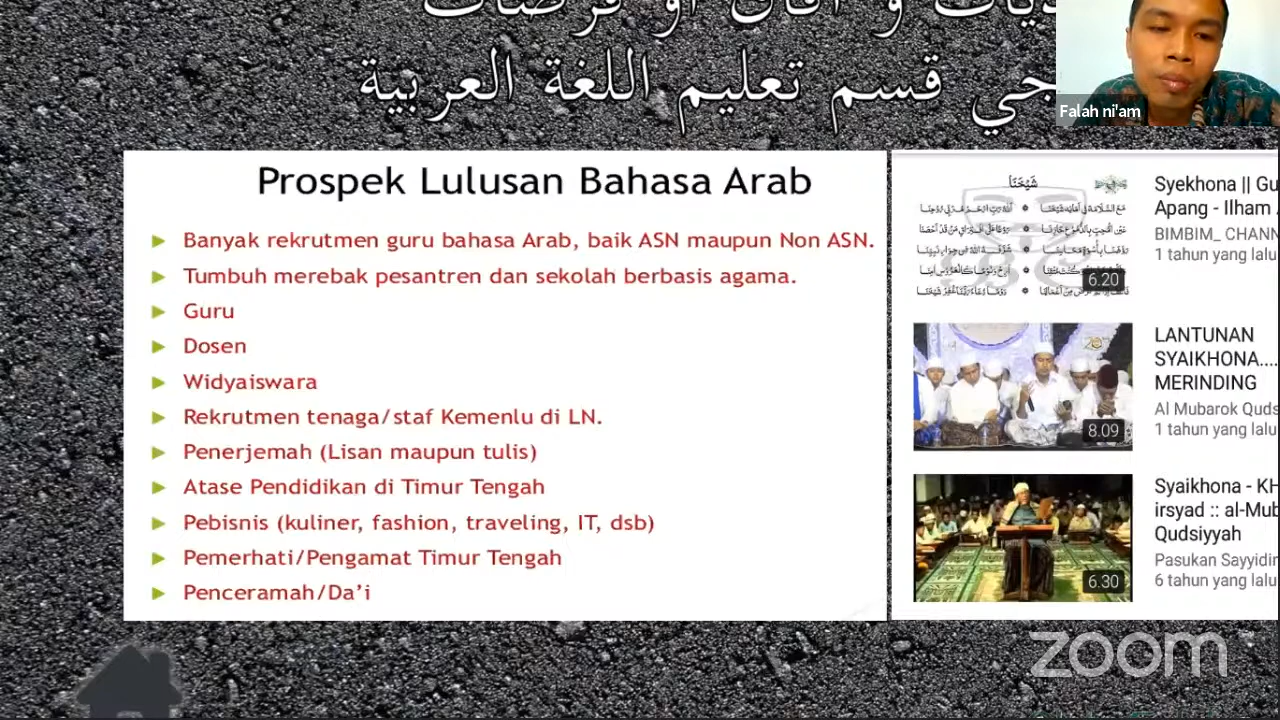 و آفاق أو فرصات
جي قسم تعليم اللغة العربية
Falah ni'am
Prospek Lulusan Bahasa Arab
Banyak rekrutmen guru bahasa Arab, baik ASN maupun Non ASN.
Tumbuh merebak pesantren dan sekolah berbasis agama.
Guru
Dosen
Widyaiswara
Rekrutmen tenaga/staf Kemenlu di LN.
Penerjemah (Lisan maupun tulis)
Atase Pendidikan di Timur Tengah
Pebisnis (kuliner, fashion, traveling, IT, dsb)
Pemerhati/Pengamat Timur Tengah
Penceramah/Da'i
شَيْخَنَا
6.20
Syekhona || Gu
Apang - Ilham
BIMBIM_ CHANN
1 tahun yang lalu
8.09
LANTUNAN
SYAIKHONA....
MERINDING
Al Mubarok Quds
1 tahun yang lalu
6.30
Syaikhona - KH
irsyad :: al-Mub
Qudsiyyah
Pasukan Sayyidin
6 tahun yang lalu
zoom